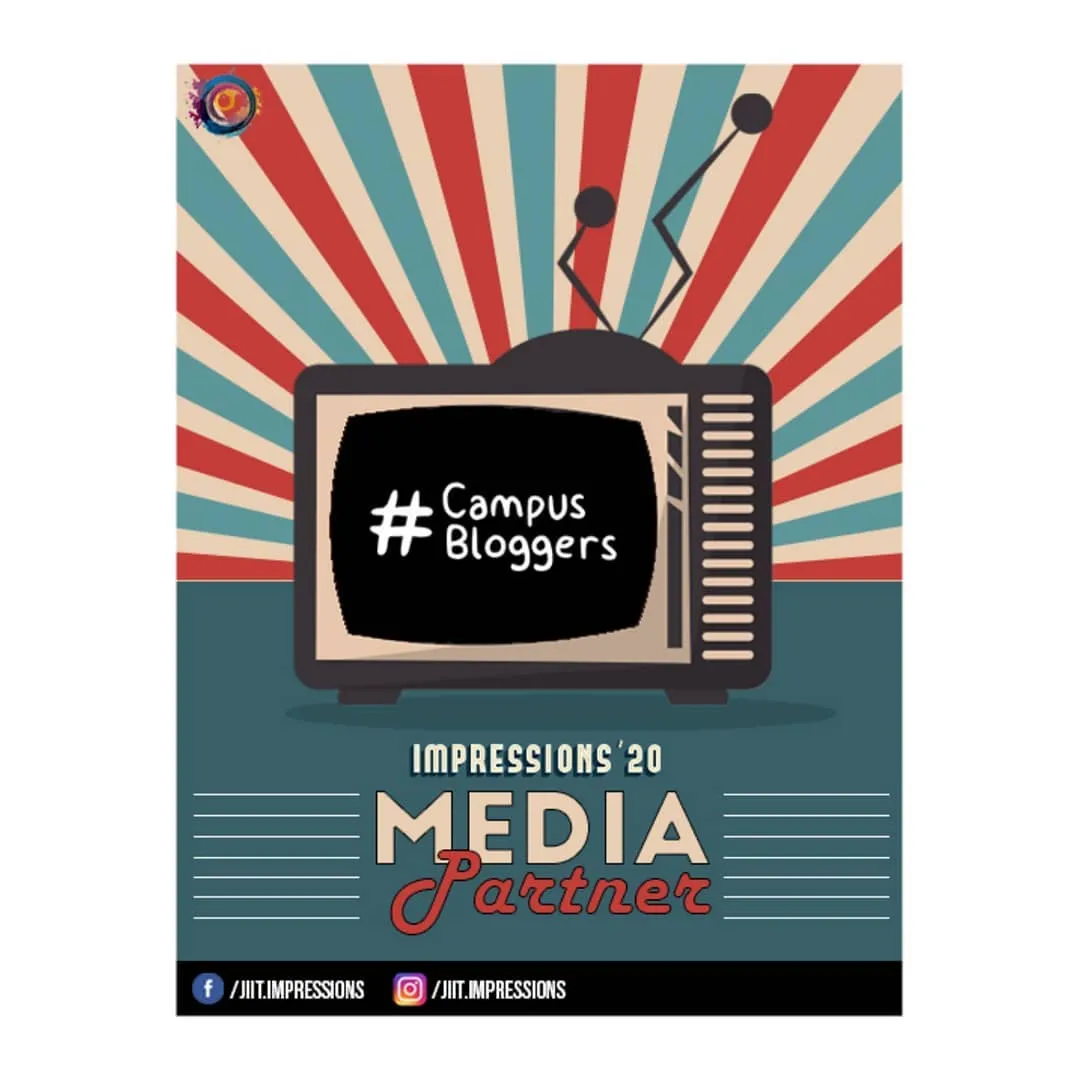 # Campus
Bloggers
IMPRESSIONS '20
MEDIA
Partner
/JIIT.IMPRESSIONS
/JIIT.IMPRESSIONS